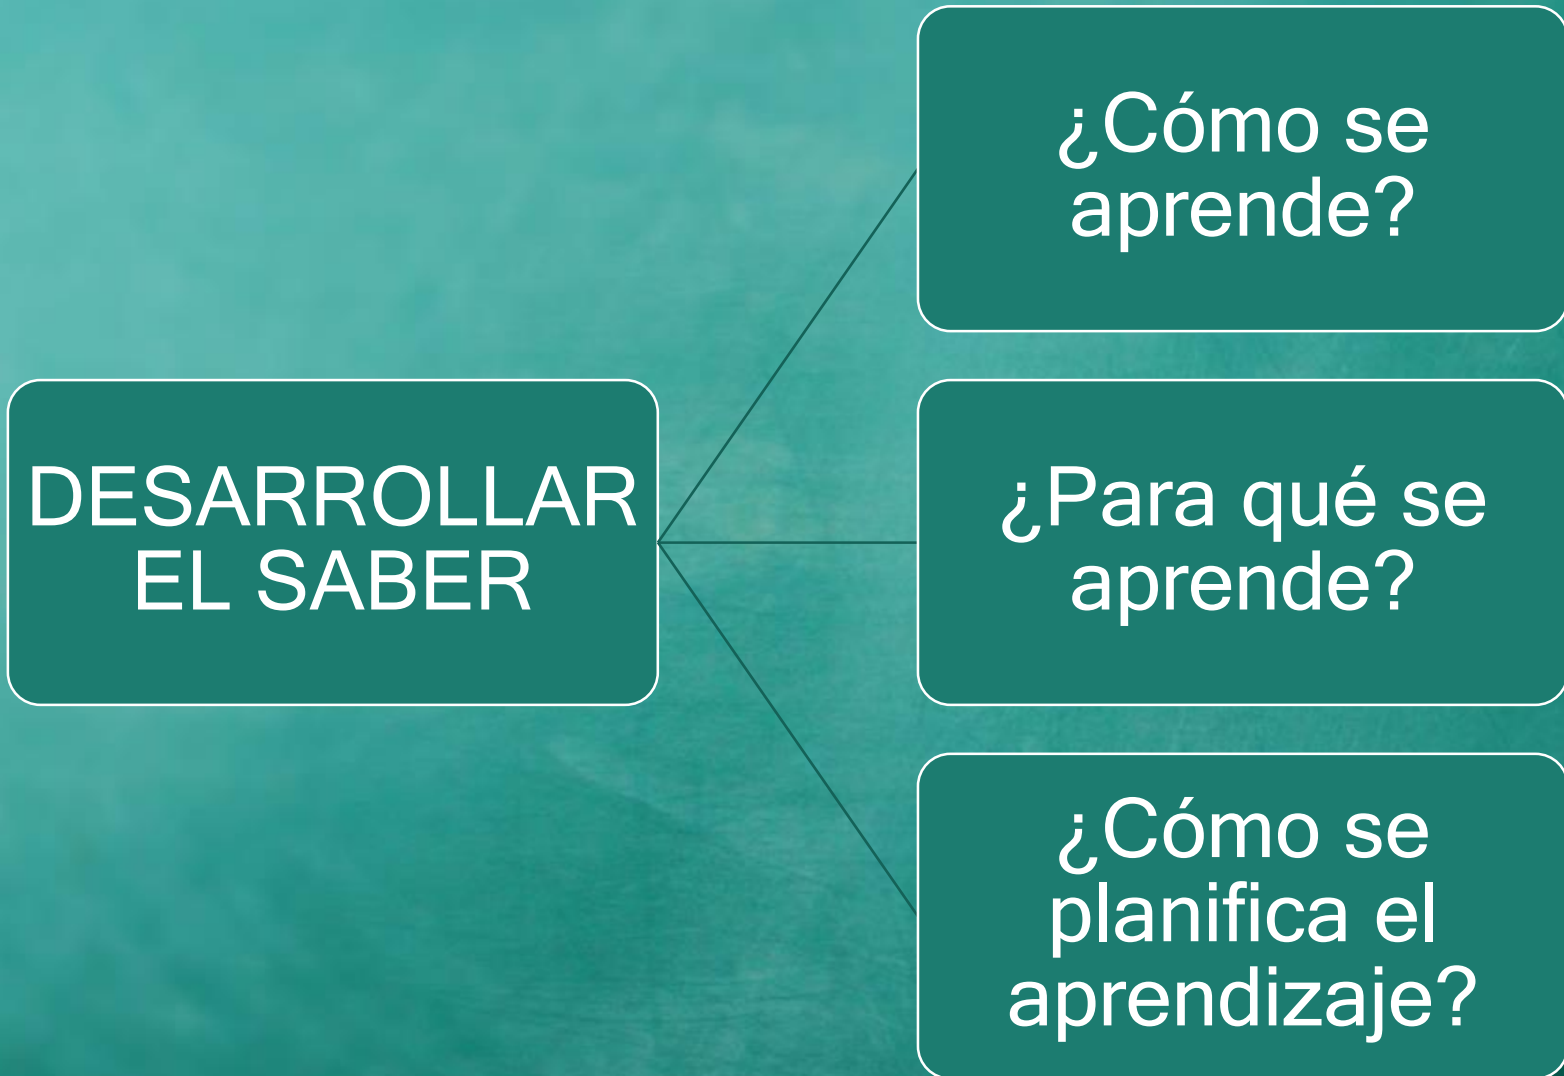 DESARROLLAR
EL SABER
¿Cómo se
aprende?
¿Para qué se
aprende?
¿Cómo se
planifica el
aprendizaje?